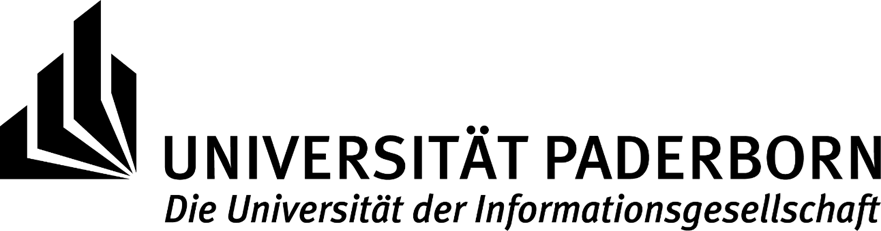 UNIVERSITÄT PADERBORN
Die Universität der Informationsgesellschaft